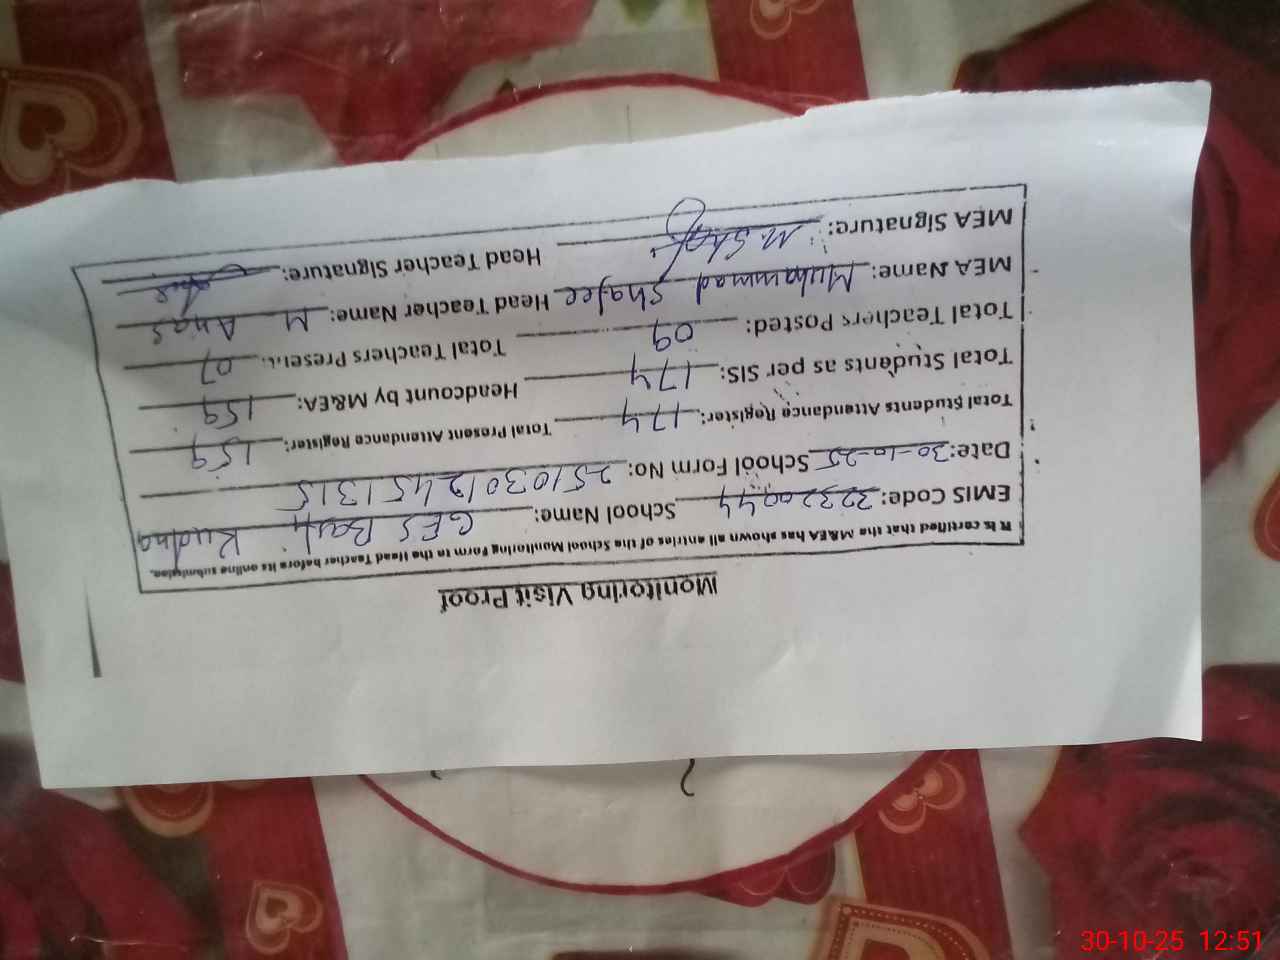 Monitoring Visit Proof
It is certified that the M&EA has shown all entries of the School Monitoring Form to the Head Teacher before its online submission.
EMIS Code: 32320044 School Name: GES Bait Kudna
Date: 30-10-25 School Form No: 251030124513 15
Total Students Attendance Register: 174 Total Present Attendance Register: 159
Total Students as per SIS: 174 Headcount by M&EA: 159
Total Teachers Posted: 09 Total Teachers Present: 07
MEA Name: Muhammad Shafee Head Teacher Name: M Anas
MEA Signature: M. Shafi Head Teacher Signature:
30-10-25 12:51